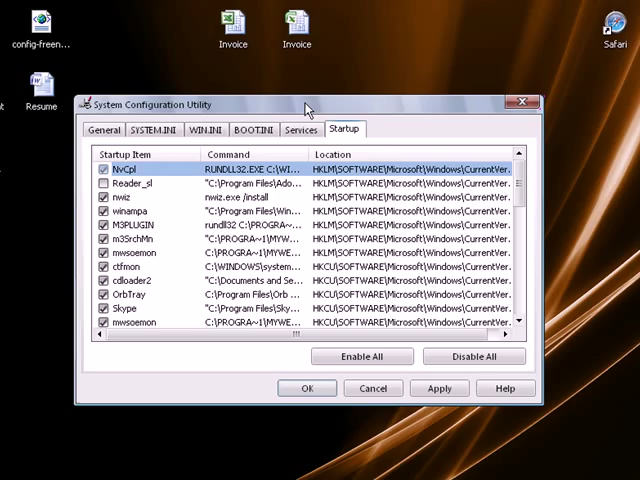 config-freen...
Invoice
Invoice
Safari
Resume
System Configuration Utility
General SYSTEM.INI WIN.INI BOOT.INI Services Startup
Startup Item Command Location
NvCpl RUNDLL32.EXE C:\WI... HKLM\SOFTWARE\Microsoft\Windows\CurrentVer...
Reader_sl "C:\Program Files\Ado... HKLM\SOFTWARE\Microsoft\Windows\CurrentVer...
nwiz nwiz.exe /install HKLM\SOFTWARE\Microsoft\Windows\CurrentVer...
winampa "C:\Program Files\Win... HKLM\SOFTWARE\Microsoft\Windows\CurrentVer...
M3PLUGIN rundll32 C:\PROGRA~... HKLM\SOFTWARE\Microsoft\Windows\CurrentVer...
m3SrchMn "C:\PROGRA~1\MYW... HKLM\SOFTWARE\Microsoft\Windows\CurrentVer...
mwsoemon C:\PROGRA~1\MYWE... HKLM\SOFTWARE\Microsoft\Windows\CurrentVer...
ctfmon C:\WINDOWS\system... HKCU\SOFTWARE\Microsoft\Windows\CurrentVer...
cdloader2 "C:\Documents and Se... HKCU\SOFTWARE\Microsoft\Windows\CurrentVer...
OrbTray C:\Program Files\Orb ... HKCU\SOFTWARE\Microsoft\Windows\CurrentVer...
Skype "C:\Program Files\Sky... HKCU\SOFTWARE\Microsoft\Windows\CurrentVer...
mwsoemon C:\PROGRA~1\MYWE... HKCU\SOFTWARE\Microsoft\Windows\CurrentVer...
Enable All Disable All
OK Cancel Apply Help